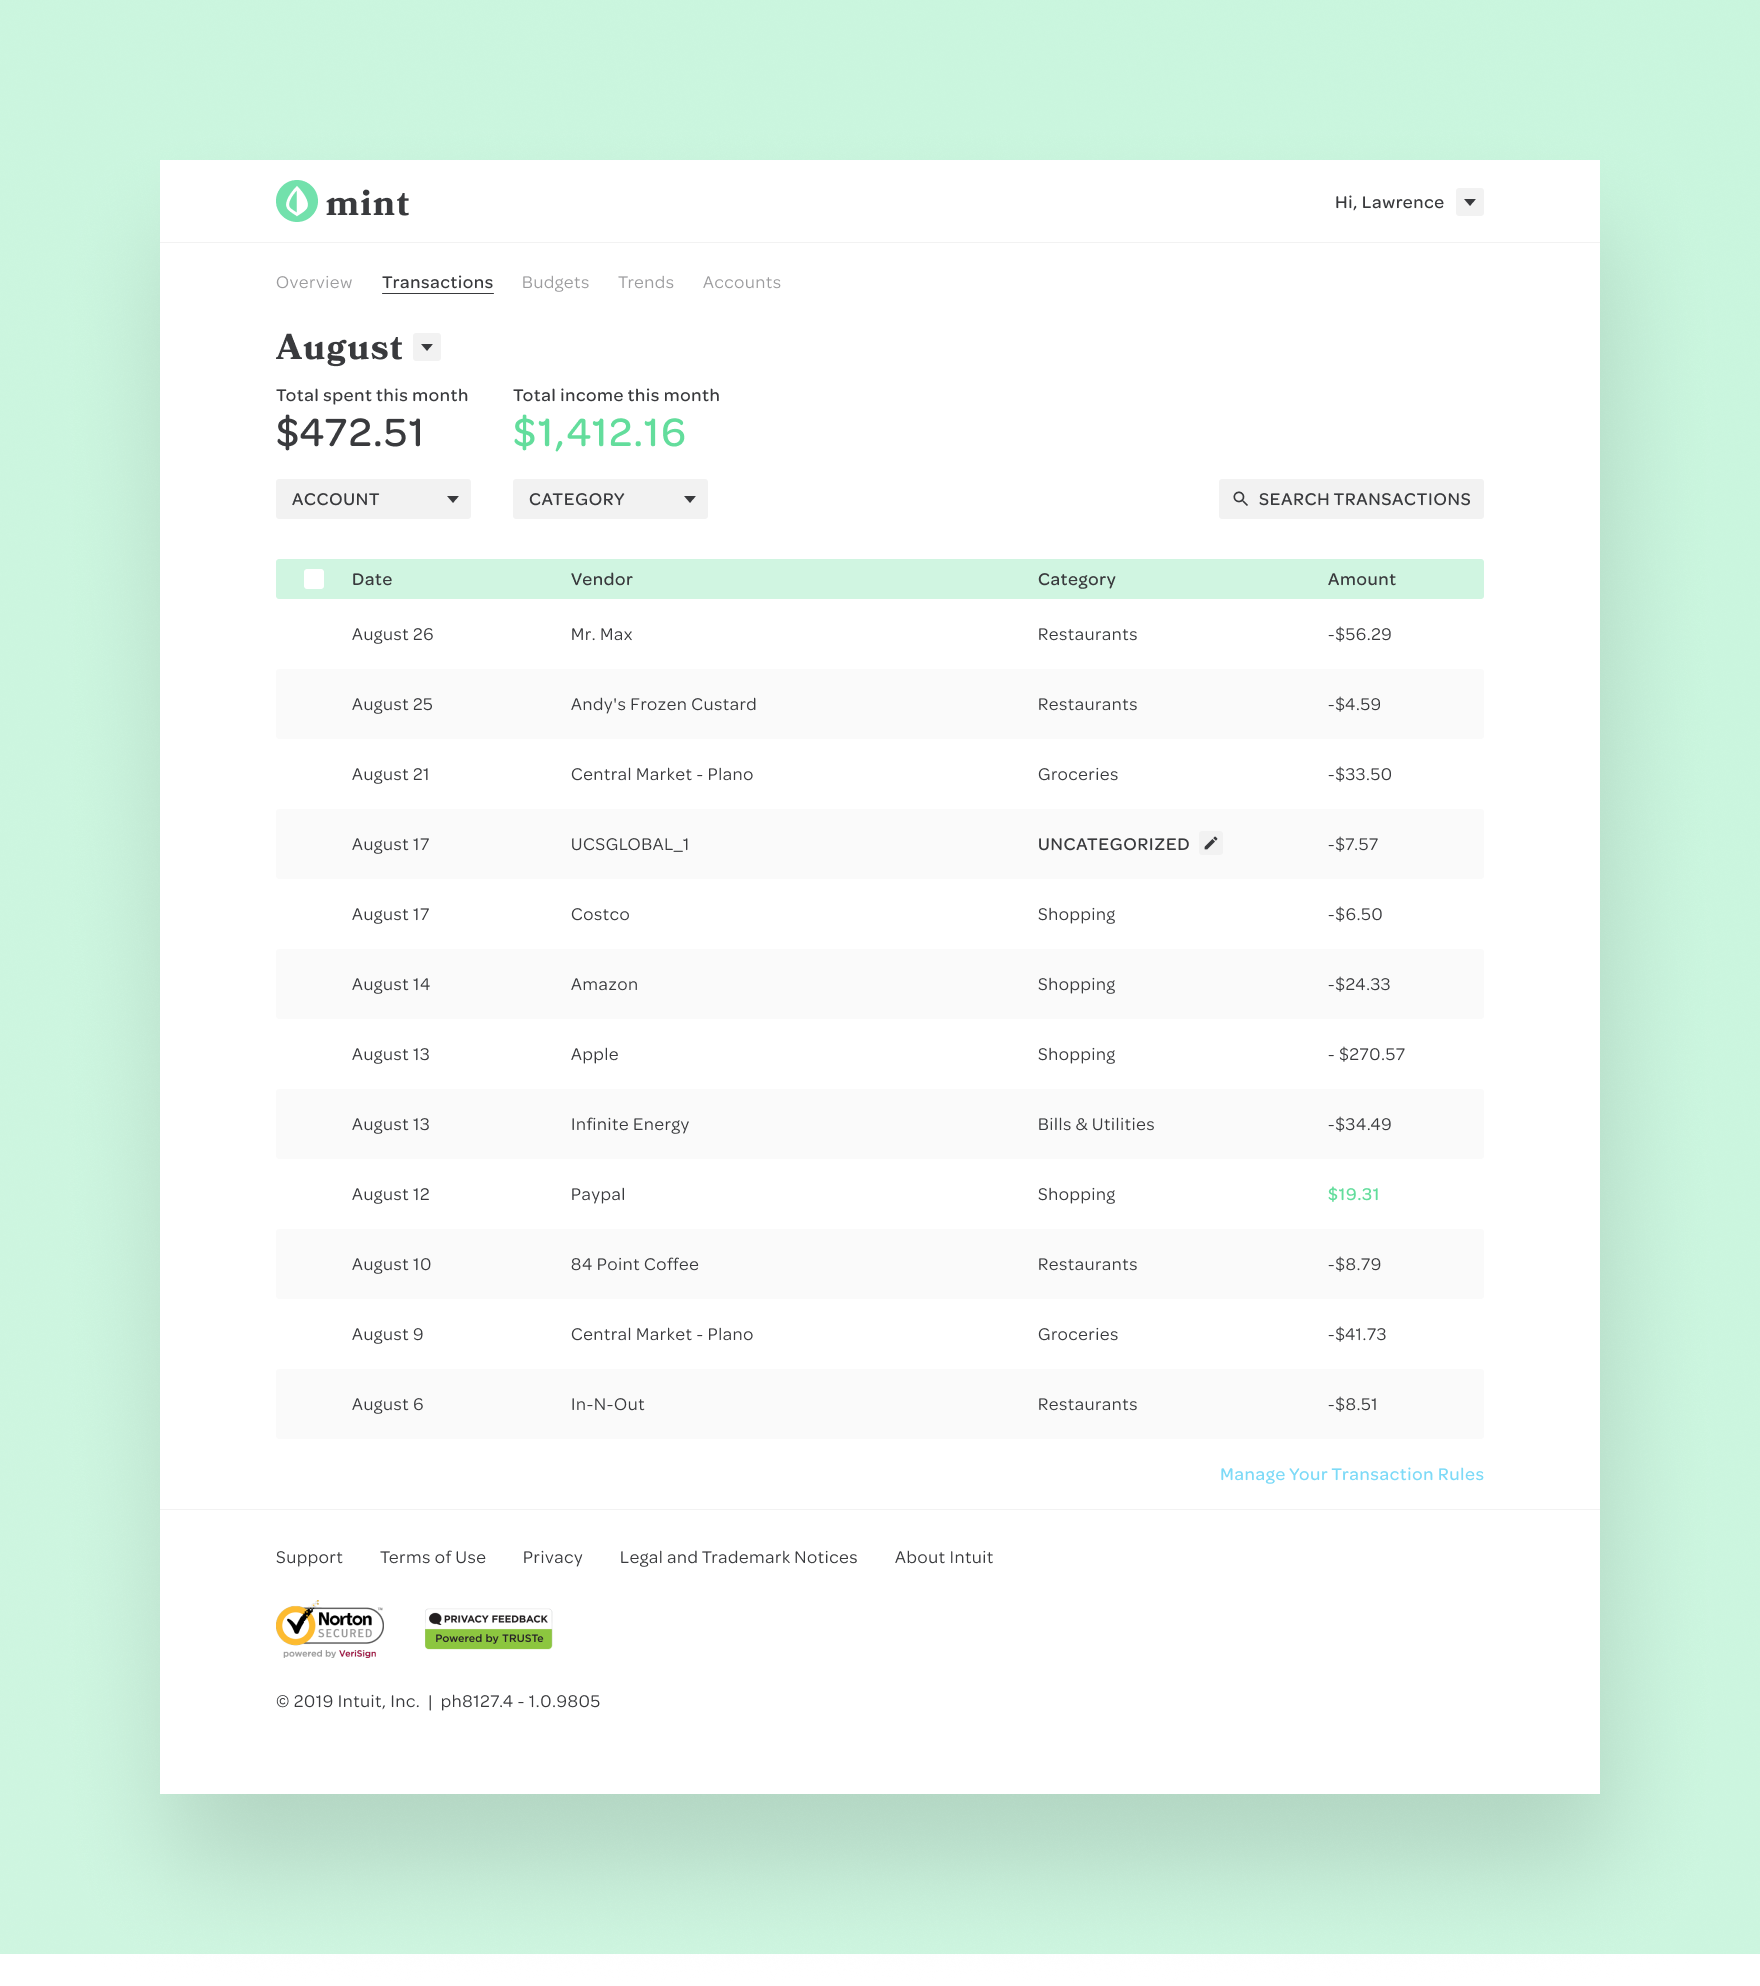 mint
Hi, Lawrence
Overview Transactions Budgets Trends Accounts
August
Total spent this month Total income this month
$472.51 $1,412.16
ACCOUNT CATEGORY SEARCH TRANSACTIONS
Date Vendor Category Amount
August 26 Mr. Max Restaurants -$56.29
August 25 Andy's Frozen Custard Restaurants -$4.59
August 21 Central Market - Plano Groceries -$33.50
August 17 UCSGLOBAL_1 UNCATEGORIZED -$7.57
August 17 Costco Shopping -$6.50
August 14 Amazon Shopping -$24.33
August 13 Apple Shopping - $270.57
August 13 Infinite Energy Bills & Utilities -$34.49
August 12 Paypal Shopping $19.31
August 10 84 Point Coffee Restaurants -$8.79
August 9 Central Market - Plano Groceries -$41.73
August 6 In-N-Out Restaurants -$8.51
Manage Your Transaction Rules
Support Terms of Use Privacy Legal and Trademark Notices About Intuit
Norton
SECURED
powered by VeriSign
PRIVACY FEEDBACK
Powered by TRUSTe
© 2019 Intuit, Inc. | ph8127.4 - 1.0.9805